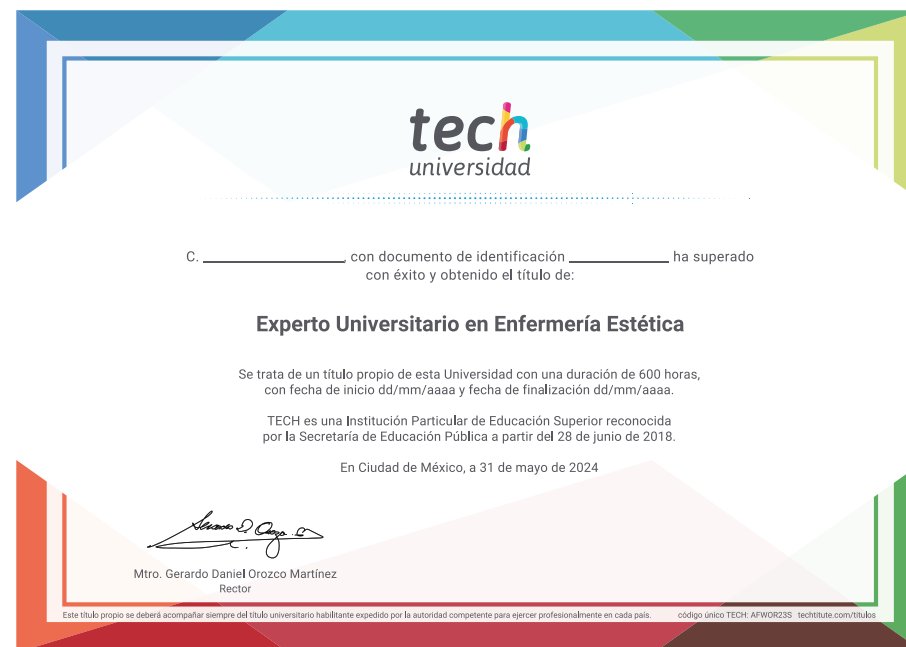 tech
universidad
C. ____________________, con documento de identificación ______________ ha superado
con éxito y obtenido el título de:
Experto Universitario en Enfermería Estética
Se trata de un título propio de esta Universidad con una duración de 600 horas,
con fecha de inicio dd/mm/aaaa y fecha de finalización dd/mm/aaaa.
TECH es una Institución Particular de Educación Superior reconocida
por la Secretaría de Educación Pública a partir del 28 de junio de 2018.
En Ciudad de México, a 31 de mayo de 2024
Mtro. Gerardo Daniel Orozco Martínez
Rector
Este título propio se deberá acompañar siempre del título universitario habilitante expedido por la autoridad competente para ejercer profesionalmente en cada país. código único TECH: AFWOR23S techtitute.com/titulos